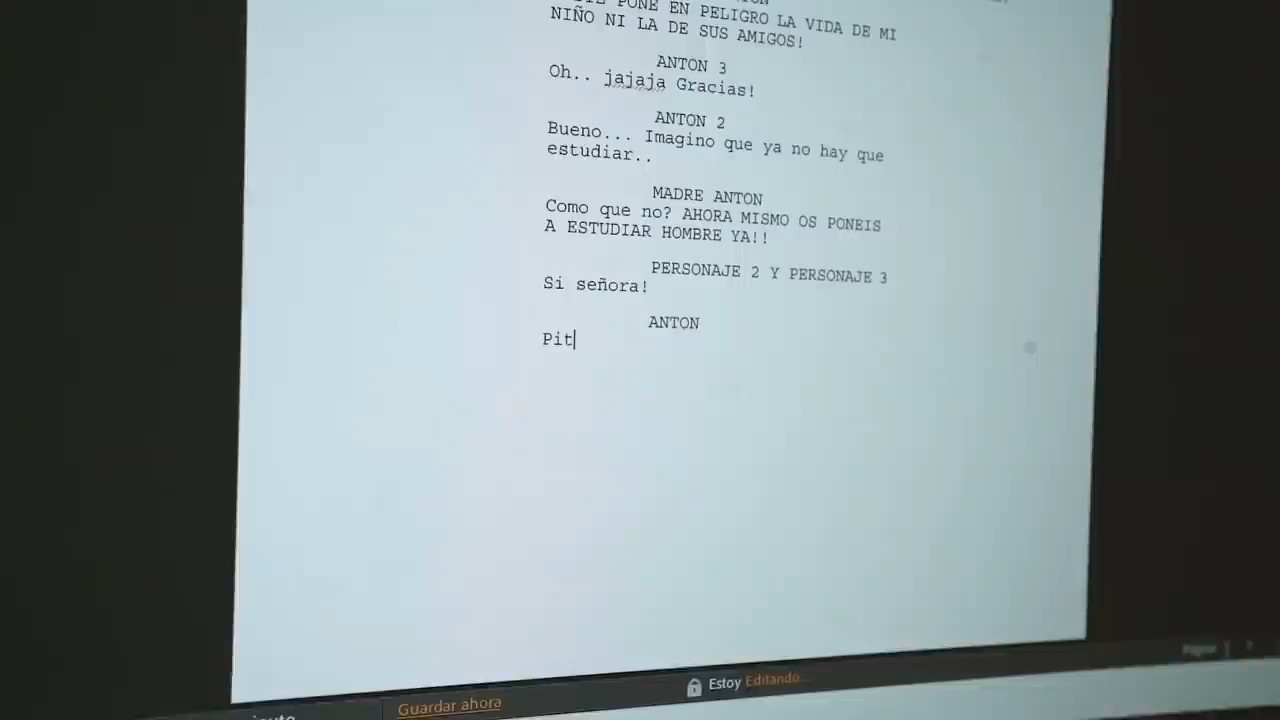 PONE EN PELIGRO LA VIDA DE MI
NIÑO NI LA DE SUS AMIGOS!
ANTON 3
Oh.. jajaja Gracias!
ANTON 2
Bueno... Imagino que ya no hay que
estudiar..
MADRE ANTON
Como que no? AHORA MISMO OS PONEIS
A ESTUDIAR HOMBRE YA!!
PERSONAJE 2 Y PERSONAJE 3
Si señora!
ANTON
Pit
Guardar ahora
Estoy Editando...